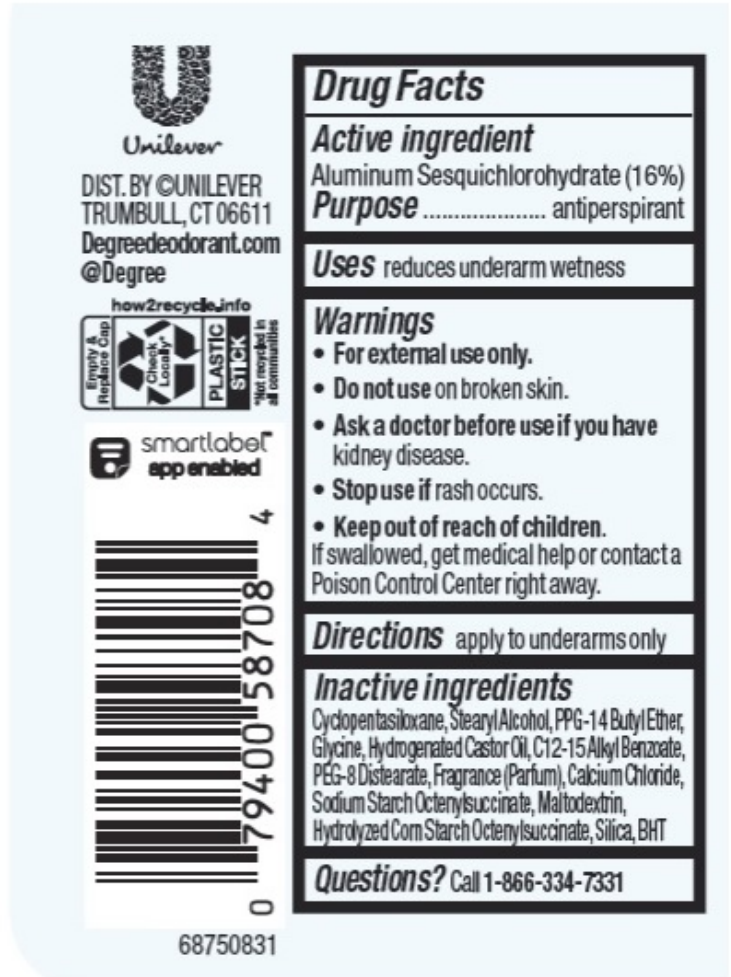 Unilever
DIST. BY ©UNILEVER
TRUMBULL, CT 06611
Degreedeodorant.com
@Degree
how2recycle.info
Empty &
Replace Cap
Check
Locally*
PLASTIC
STICK
*Not recycled in
all communities
smartlabel™
app enabled
0 79400 58708 4
68750831
Drug Facts
Active ingredient
Aluminum Sesquichlorohydrate (16%)
Purpose ..................... antiperspirant
Uses reduces underarm wetness
Warnings
• For external use only.
• Do not use on broken skin.
• Ask a doctor before use if you have
kidney disease.
• Stop use if rash occurs.
• Keep out of reach of children.
If swallowed, get medical help or contact a
Poison Control Center right away.
Directions apply to underarms only
Inactive ingredients
Cyclopentasiloxane, Stearyl Alcohol, PPG-14 Butyl Ether,
Glycine, Hydrogenated Castor Oil, C12-15 Alkyl Benzoate,
PEG-8 Distearate, Fragrance (Parfum), Calcium Chloride,
Sodium Starch Octenylsuccinate, Maltodextrin,
Hydrolyzed Corn Starch Octenylsuccinate, Silica, BHT
Questions? Call 1-866-334-7331